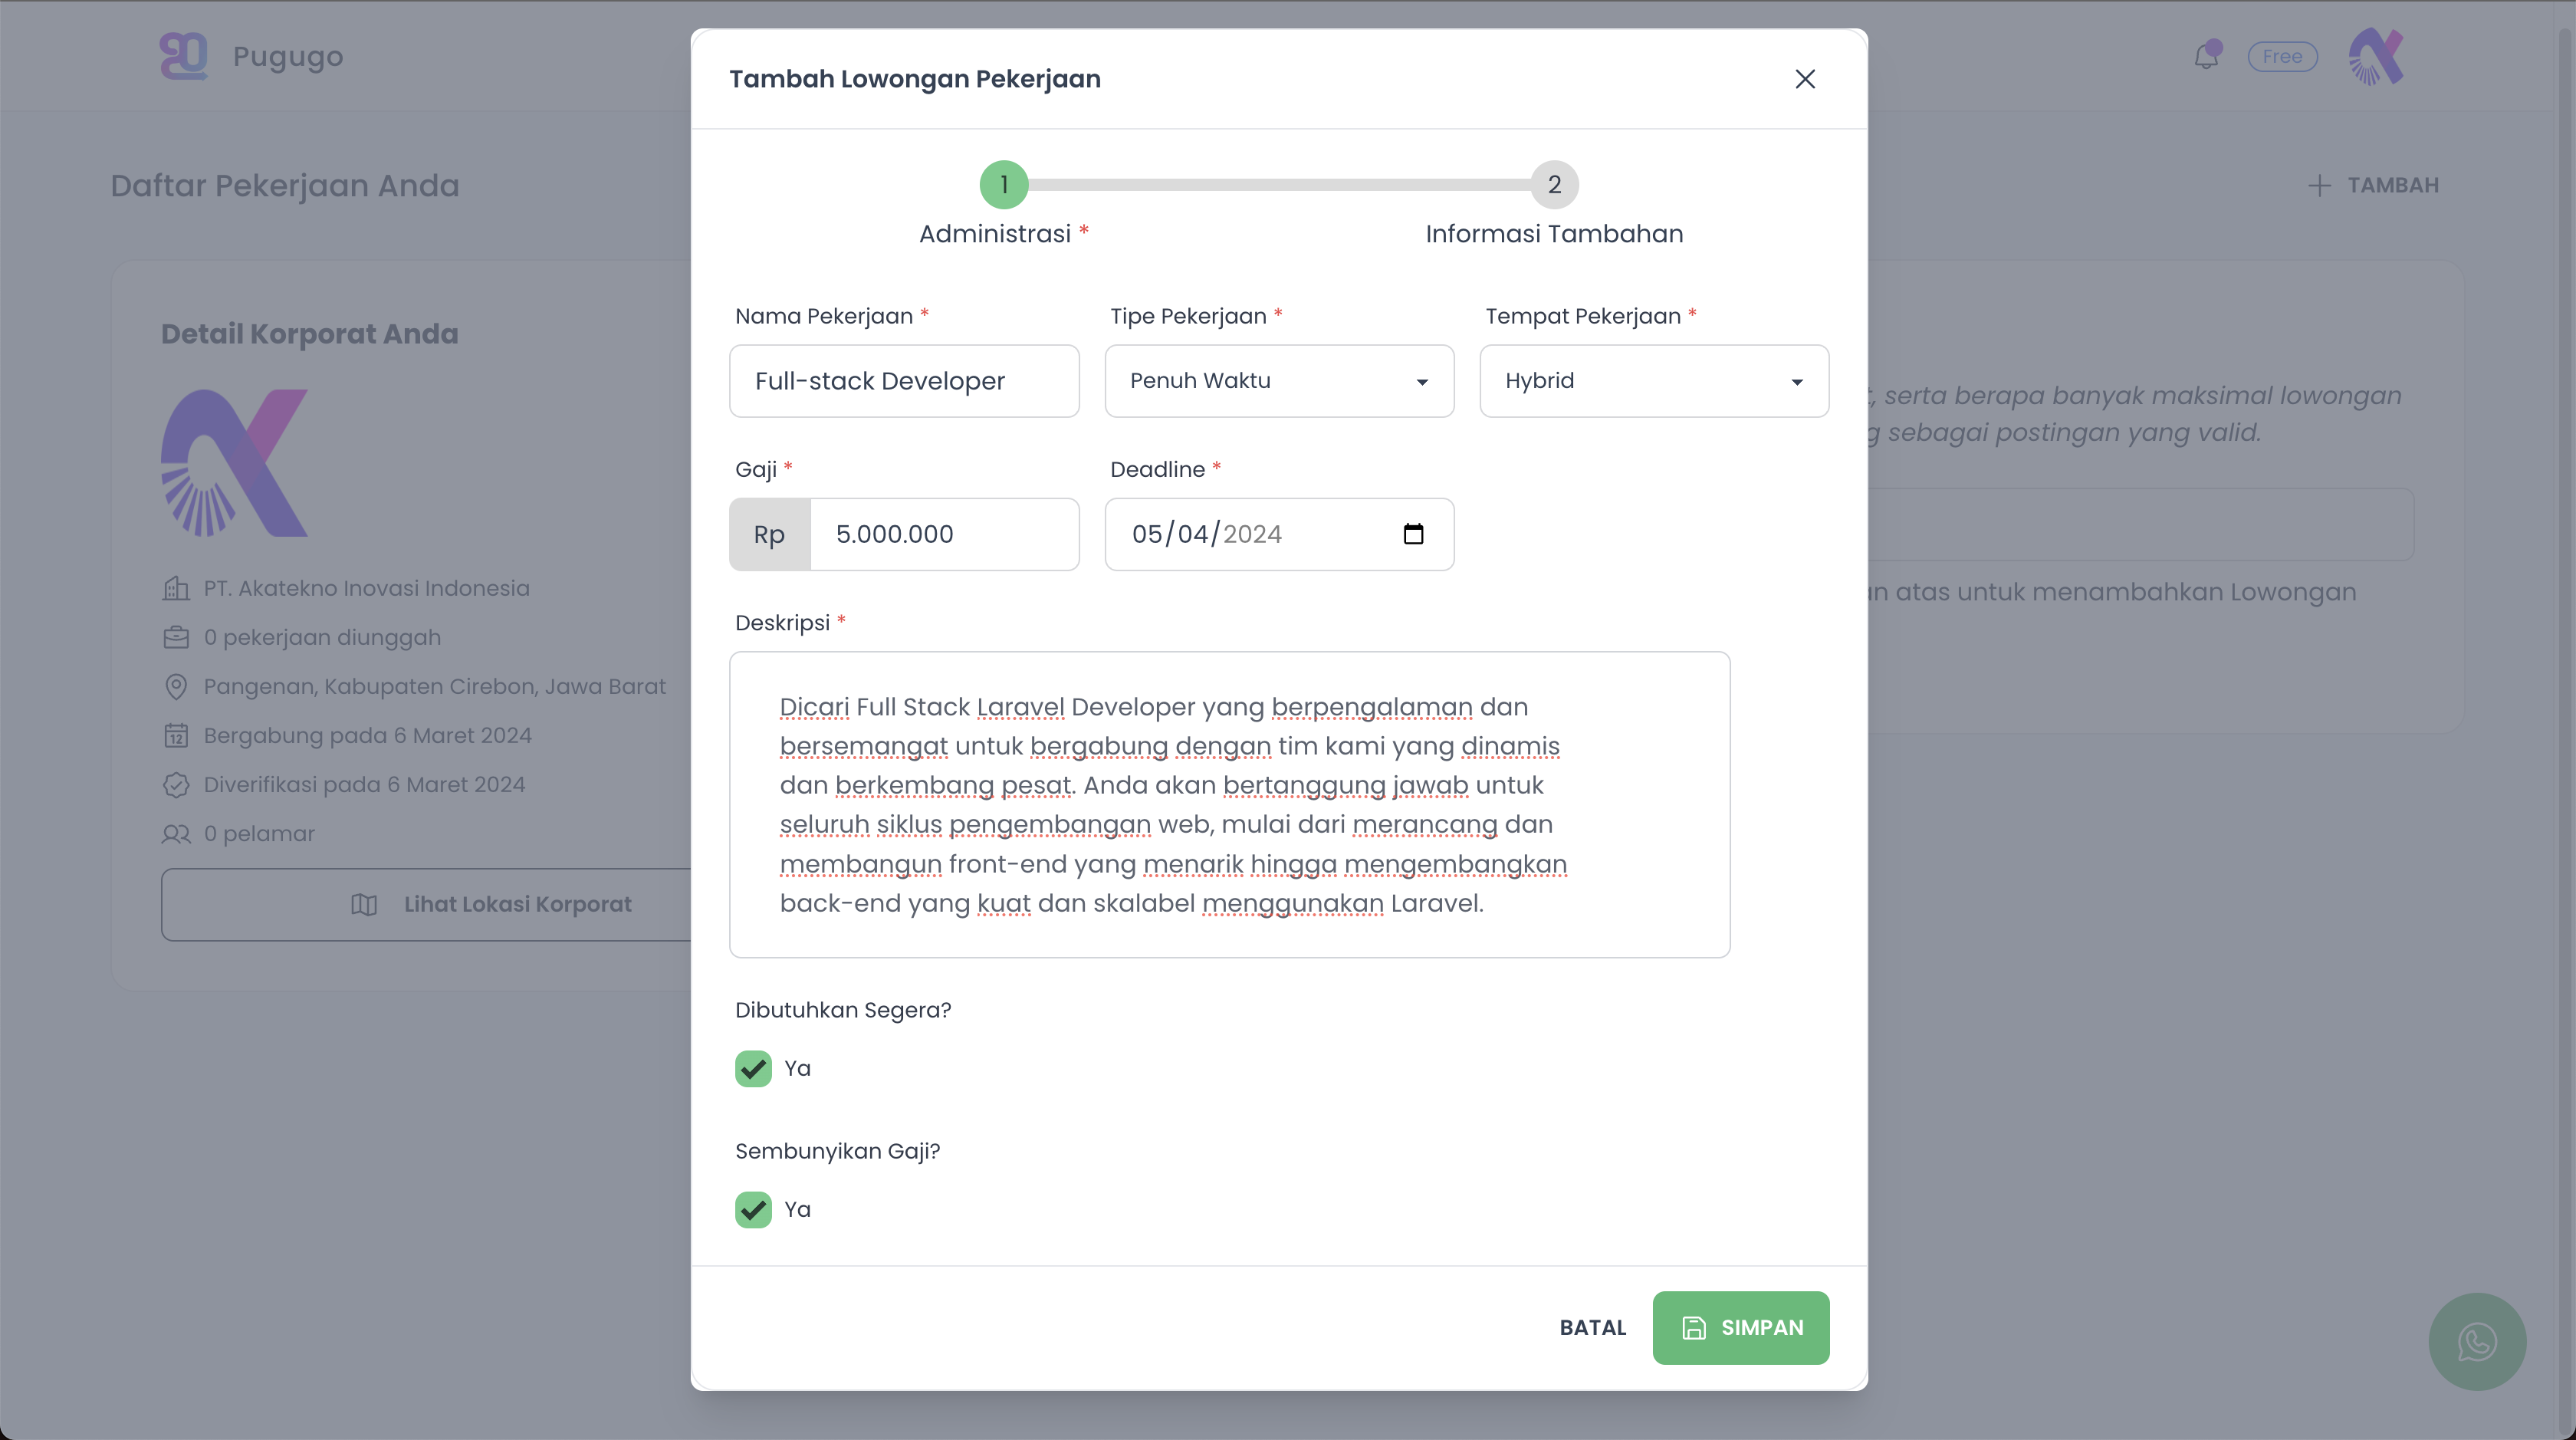 Pugugo
Free
Daftar Pekerjaan Anda
TAMBAH
Detail Korporat Anda
PT. Akatekno Inovasi Indonesia
0 pekerjaan diunggah
Pangenan, Kabupaten Cirebon, Jawa Barat
12
Bergabung pada 6 Maret 2024
Diverifikasi pada 6 Maret 2024
0 pelamar
Lihat Lokasi Korporat
Tambah Lowongan Pekerjaan
1
2
Administrasi *
Informasi Tambahan
Nama Pekerjaan *
Tipe Pekerjaan *
Tempat Pekerjaan *
Full-stack Developer
Penuh Waktu
Hybrid
Gaji *
Deadline *
Rp 5.000.000
05/04/2024
Deskripsi *
Dicari Full Stack Laravel Developer yang berpengalaman dan
bersemangat untuk bergabung dengan tim kami yang dinamis
dan berkembang pesat. Anda akan bertanggung jawab untuk
seluruh siklus pengembangan web, mulai dari merancang dan
membangun front-end yang menarik hingga mengembangkan
back-end yang kuat dan skalabel menggunakan Laravel.
Dibutuhkan Segera?
Ya
Sembunyikan Gaji?
Ya
BATAL
SIMPAN
, serta berapa banyak maksimal lowongan
sebagai postingan yang valid.
atas untuk menambahkan Lowongan